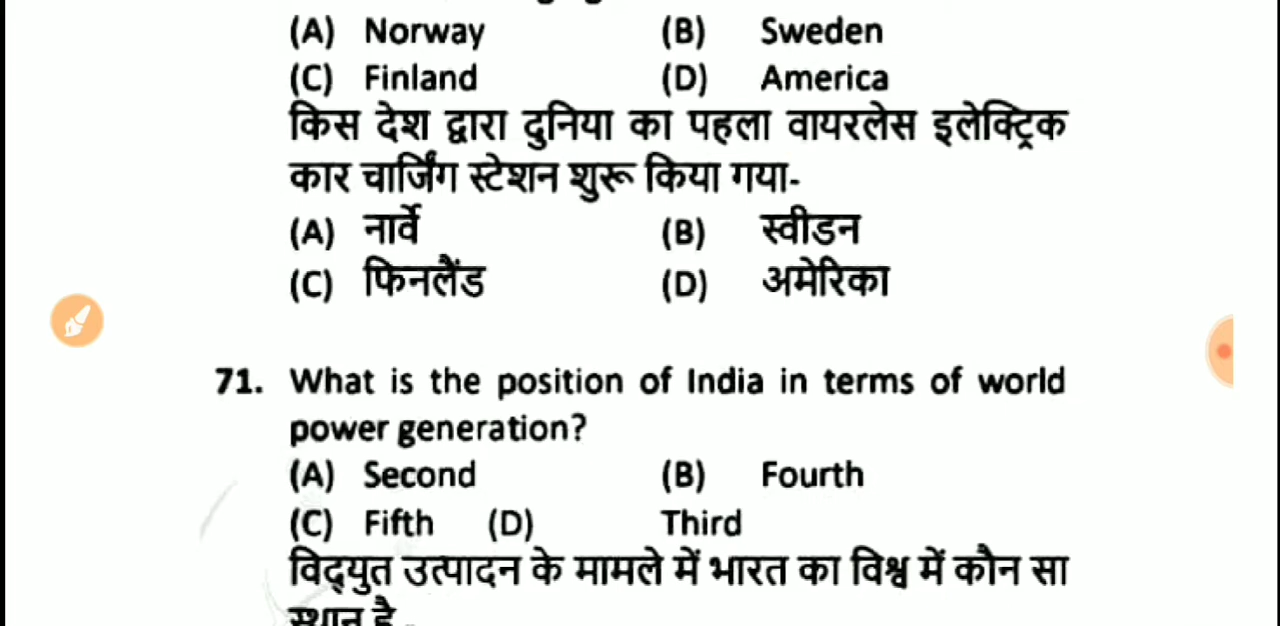 (A) Norway (B) Sweden
(C) Finland (D) America
किस देश द्वारा दुनिया का पहला वायरलेस इलेक्ट्रिक
कार चार्जिंग स्टेशन शुरू किया गया-
(A) नार्वे (B) स्वीडन
(C) फिनलैंड (D) अमेरिका
71. What is the position of India in terms of world
power generation?
(A) Second (B) Fourth
(C) Fifth (D) Third
विद्युत उत्पादन के मामले में भारत का विश्व में कौन सा
स्थान है